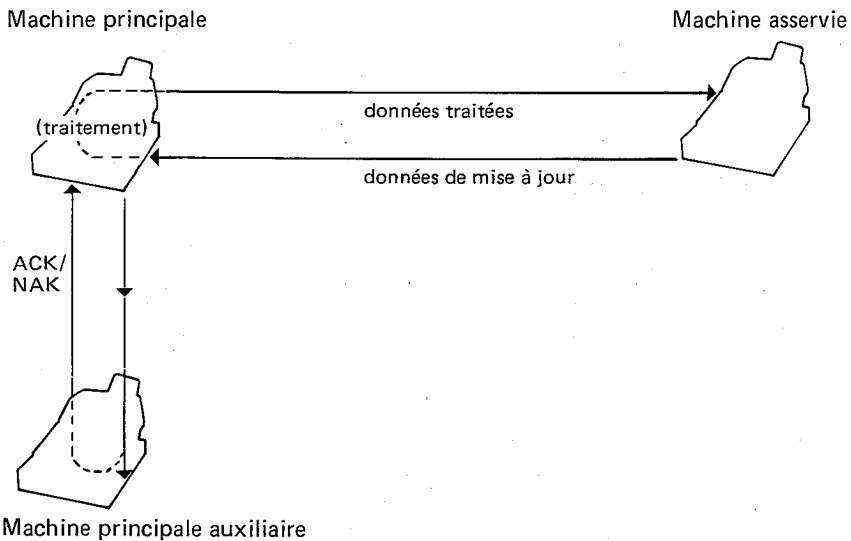 Machine principale
Machine asservie
données traitées
(traitement)
données de mise à jour
ACK/
NAK
Machine principale auxiliaire